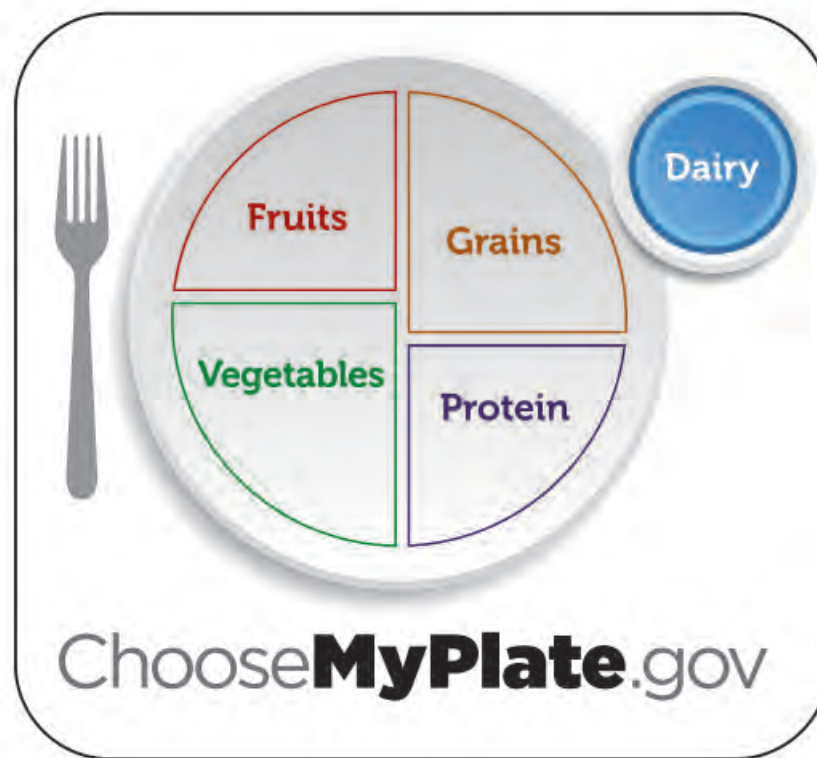 Dairy
Fruits
Grains
Vegetables
Protein
ChooseMyPlate.gov